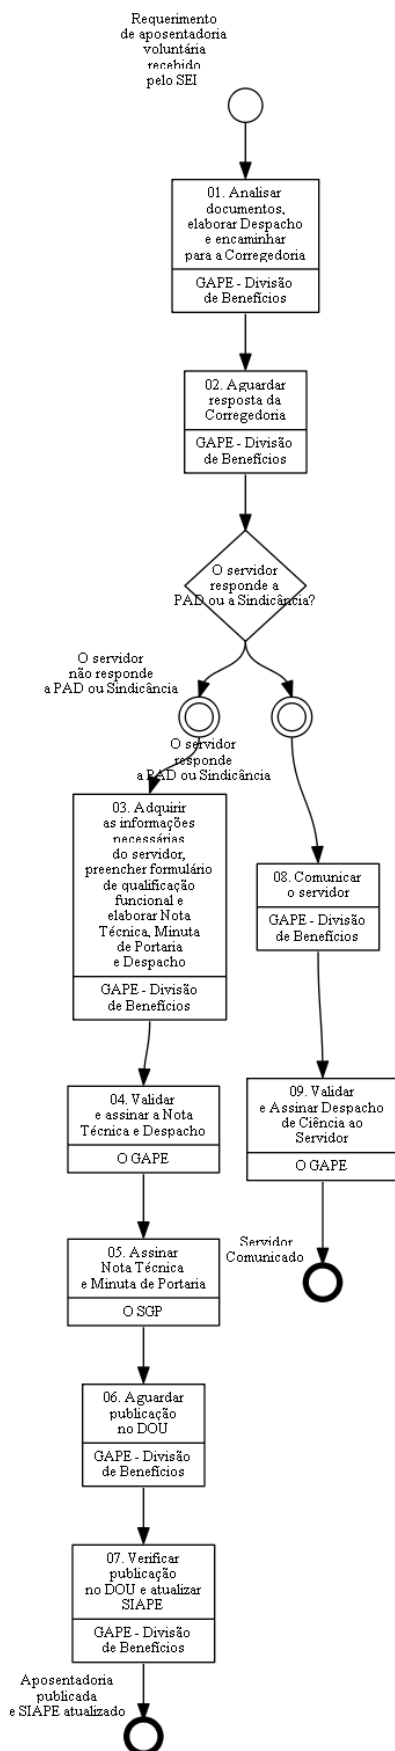 Requerimento
de aposentadoria
voluntária
recebido
pelo SEI
01. Analisar
documentos,
elaborar Despacho
e encaminhar
para a Corregedoria
GAPE - Divisão
de Benefícios
02. Aguardar
resposta da
Corregedoria
GAPE - Divisão
de Benefícios
O servidor
responde a
PAD ou a Sindicância?
O servidor
não responde
a PAD ou Sindicância
O servidor
responde
a PAD ou Sindicância
03. Adquirir
as informações
necessárias
do servidor,
preencher formulário
de qualificação
funcional e
elaborar Nota
Técnica, Minuta
de Portaria
e Despacho
GAPE - Divisão
de Benefícios
08. Comunicar
o servidor
GAPE - Divisão
de Benefícios
04. Validar
e assinar a Nota
Técnica e Despacho
O GAPE
09. Validar
e Assinar Despacho
de Ciência ao
Servidor
O GAPE
05. Assinar
Nota Técnica
e Minuta de Portaria
O SGP
Servidor
Comunicado
06. Aguardar
publicação
no DOU
GAPE - Divisão
de Benefícios
07. Verificar
publicação
no DOU e atualizar
SIAPE
GAPE - Divisão
de Benefícios
Aposentadoria
publicada
e SIAPE atualizado